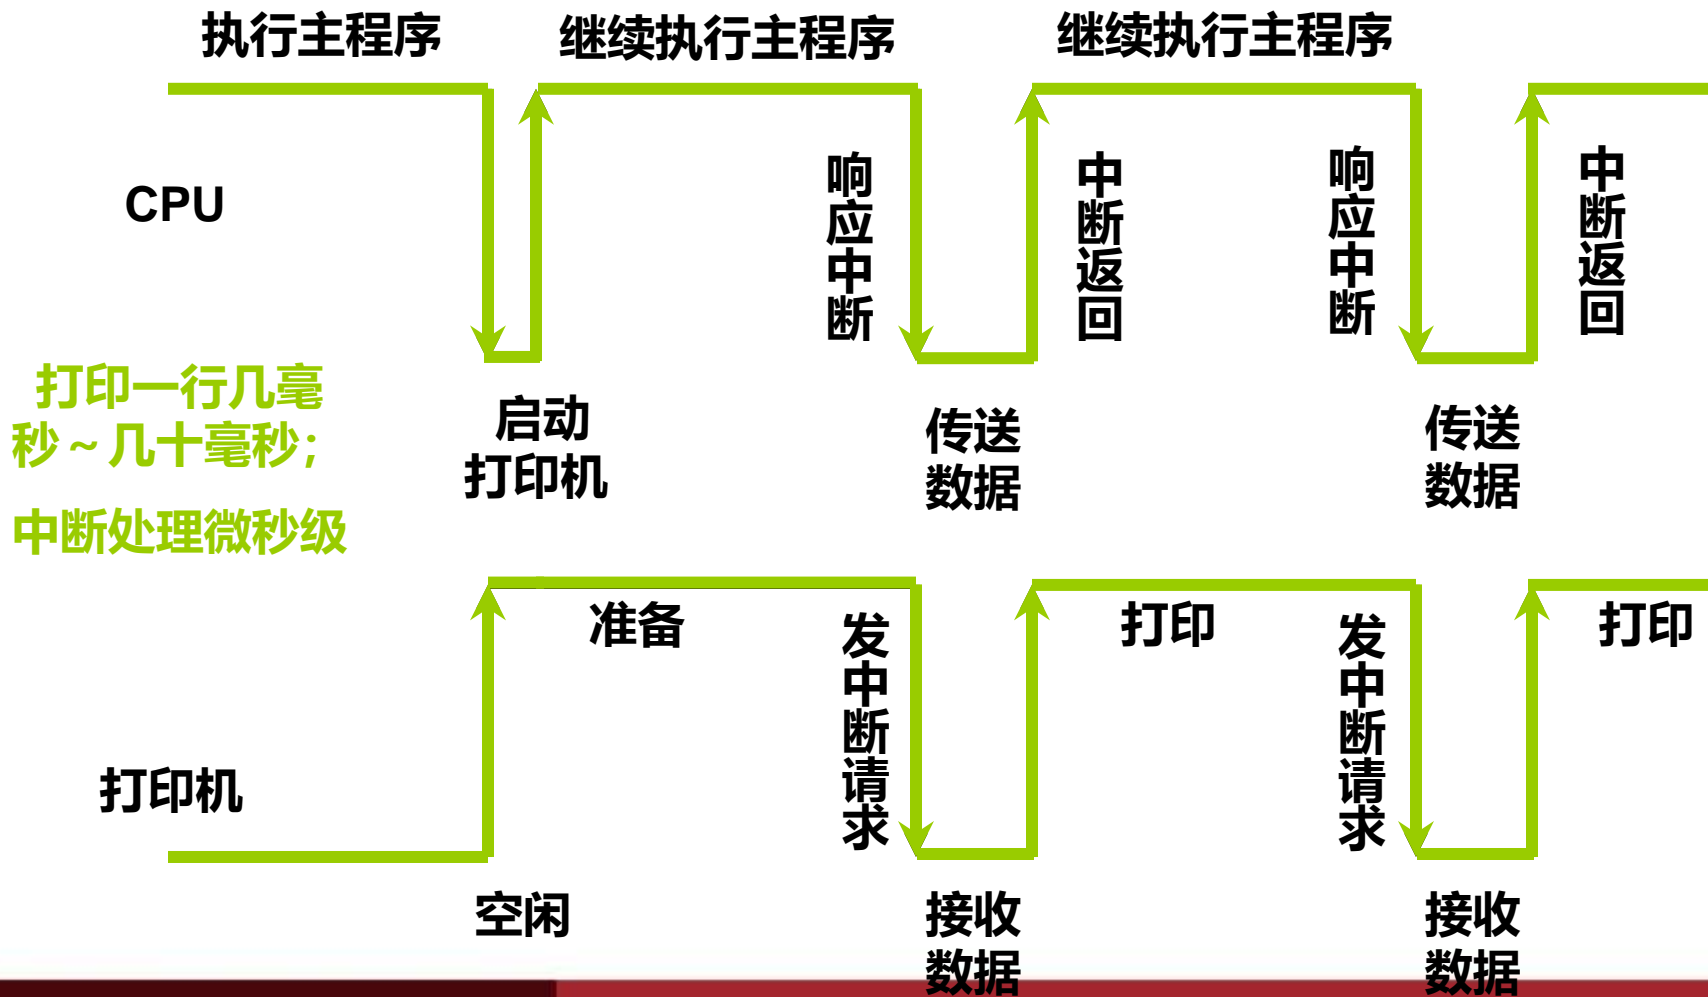 执行主程序
继续执行主程序
继续执行主程序
CPU
响应中断
中断返回
响应中断
中断返回
打印一行几毫
秒～几十毫秒；
中断处理微秒级
启动
打印机
传送
数据
传送
数据
准备
发中断请求
打印
发中断请求
打印
打印机
空闲
接收
数据
接收
数据